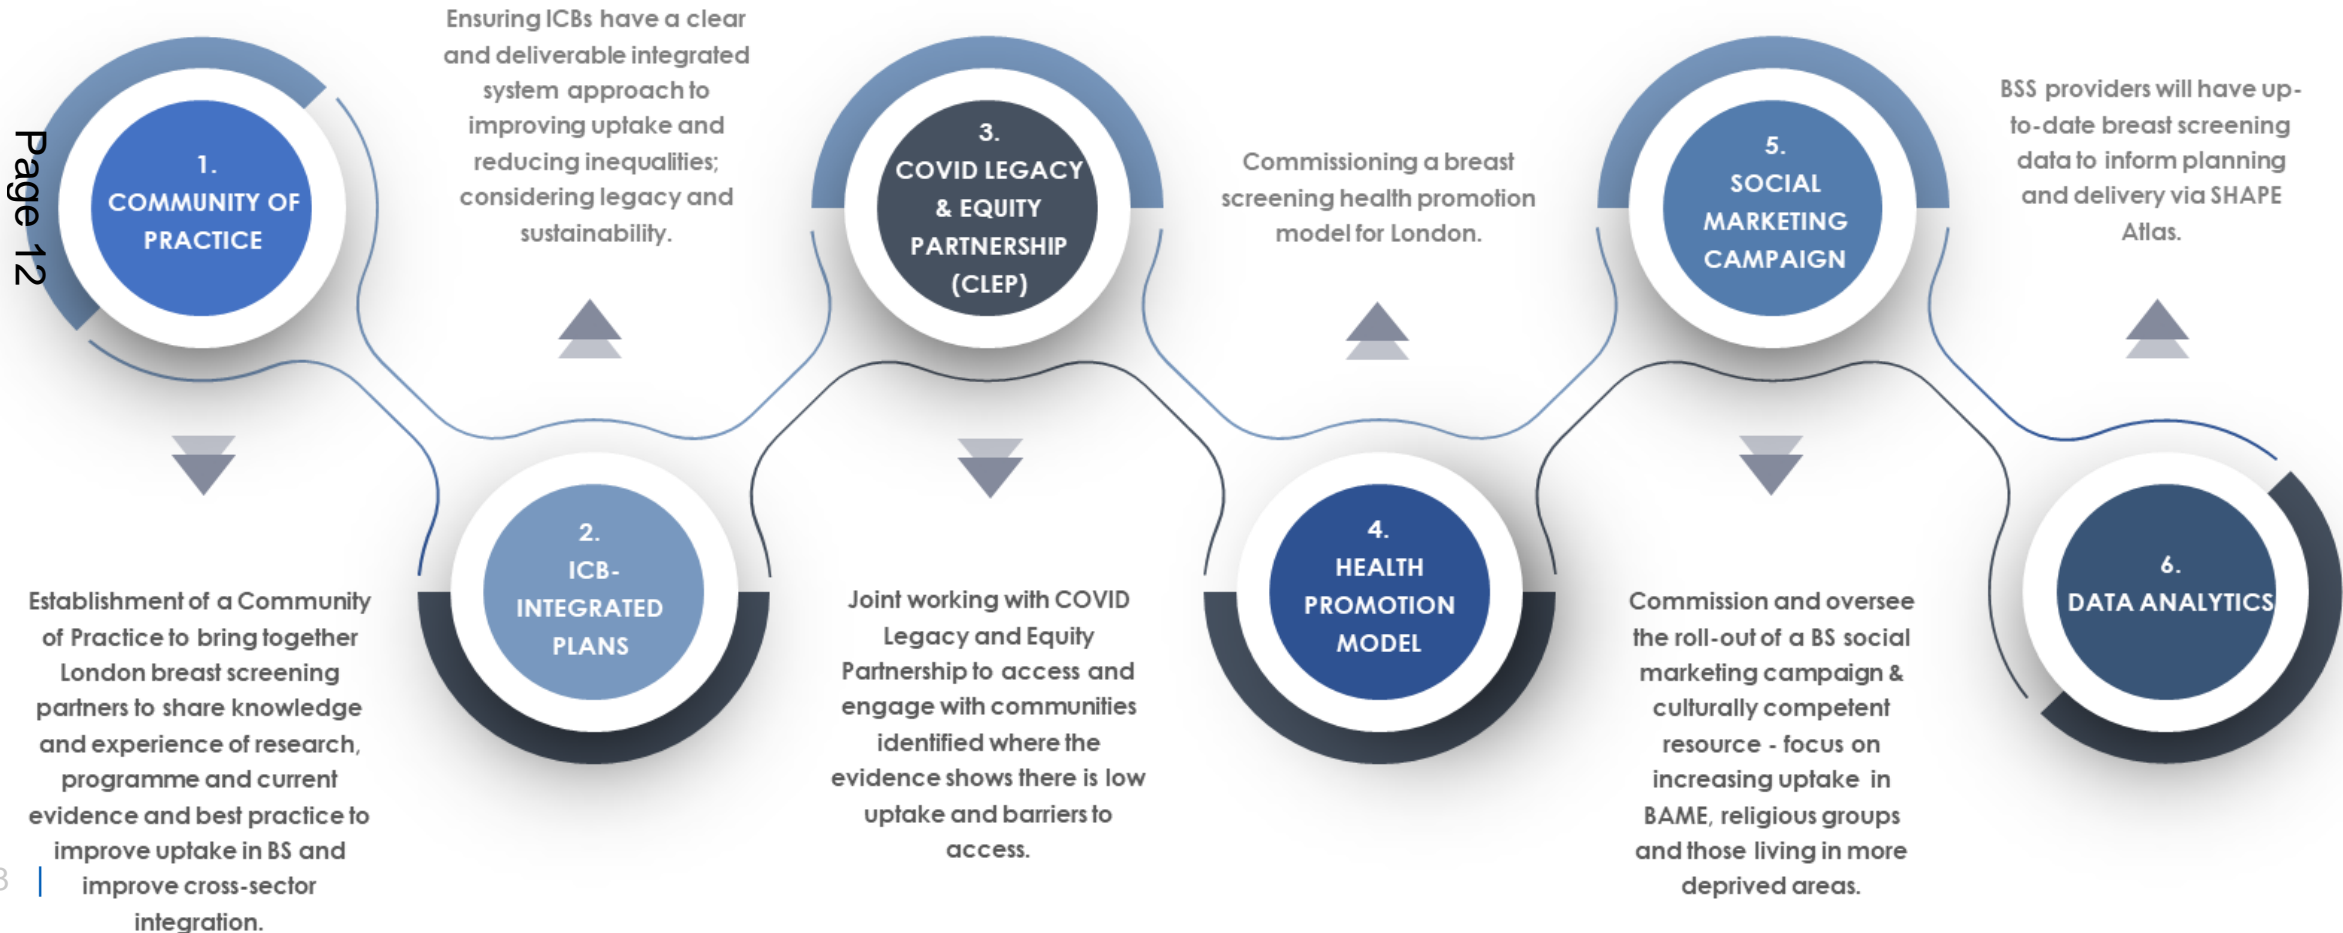 Page 12
1.
COMMUNITY OF
PRACTICE
Establishment of a Community
of Practice to bring together
London breast screening
partners to share knowledge
and experience of research,
programme and current
evidence and best practice to
improve uptake in BS and
improve cross-sector
integration.
Ensuring ICBs have a clear
and deliverable integrated
system approach to
improving uptake and
reducing inequalities;
considering legacy and
sustainability.
2.
ICB-
INTEGRATED
PLANS
3.
COVID LEGACY
& EQUITY
PARTNERSHIP
(CLEP)
Joint working with COVID
Legacy and Equity
Partnership to access and
engage with communities
identified where the
evidence shows there is low
uptake and barriers to
access.
Commissioning a breast
screening health promotion
model for London.
4.
HEALTH
PROMOTION
MODEL
5.
SOCIAL
MARKETING
CAMPAIGN
Commission and oversee
the roll-out of a BS social
marketing campaign &
culturally competent
resource - focus on
increasing uptake in
BAME, religious groups
and those living in more
deprived areas.
BSS providers will have up-
to-date breast screening
data to inform planning
and delivery via SHAPE
Atlas.
6.
DATA ANALYTICS